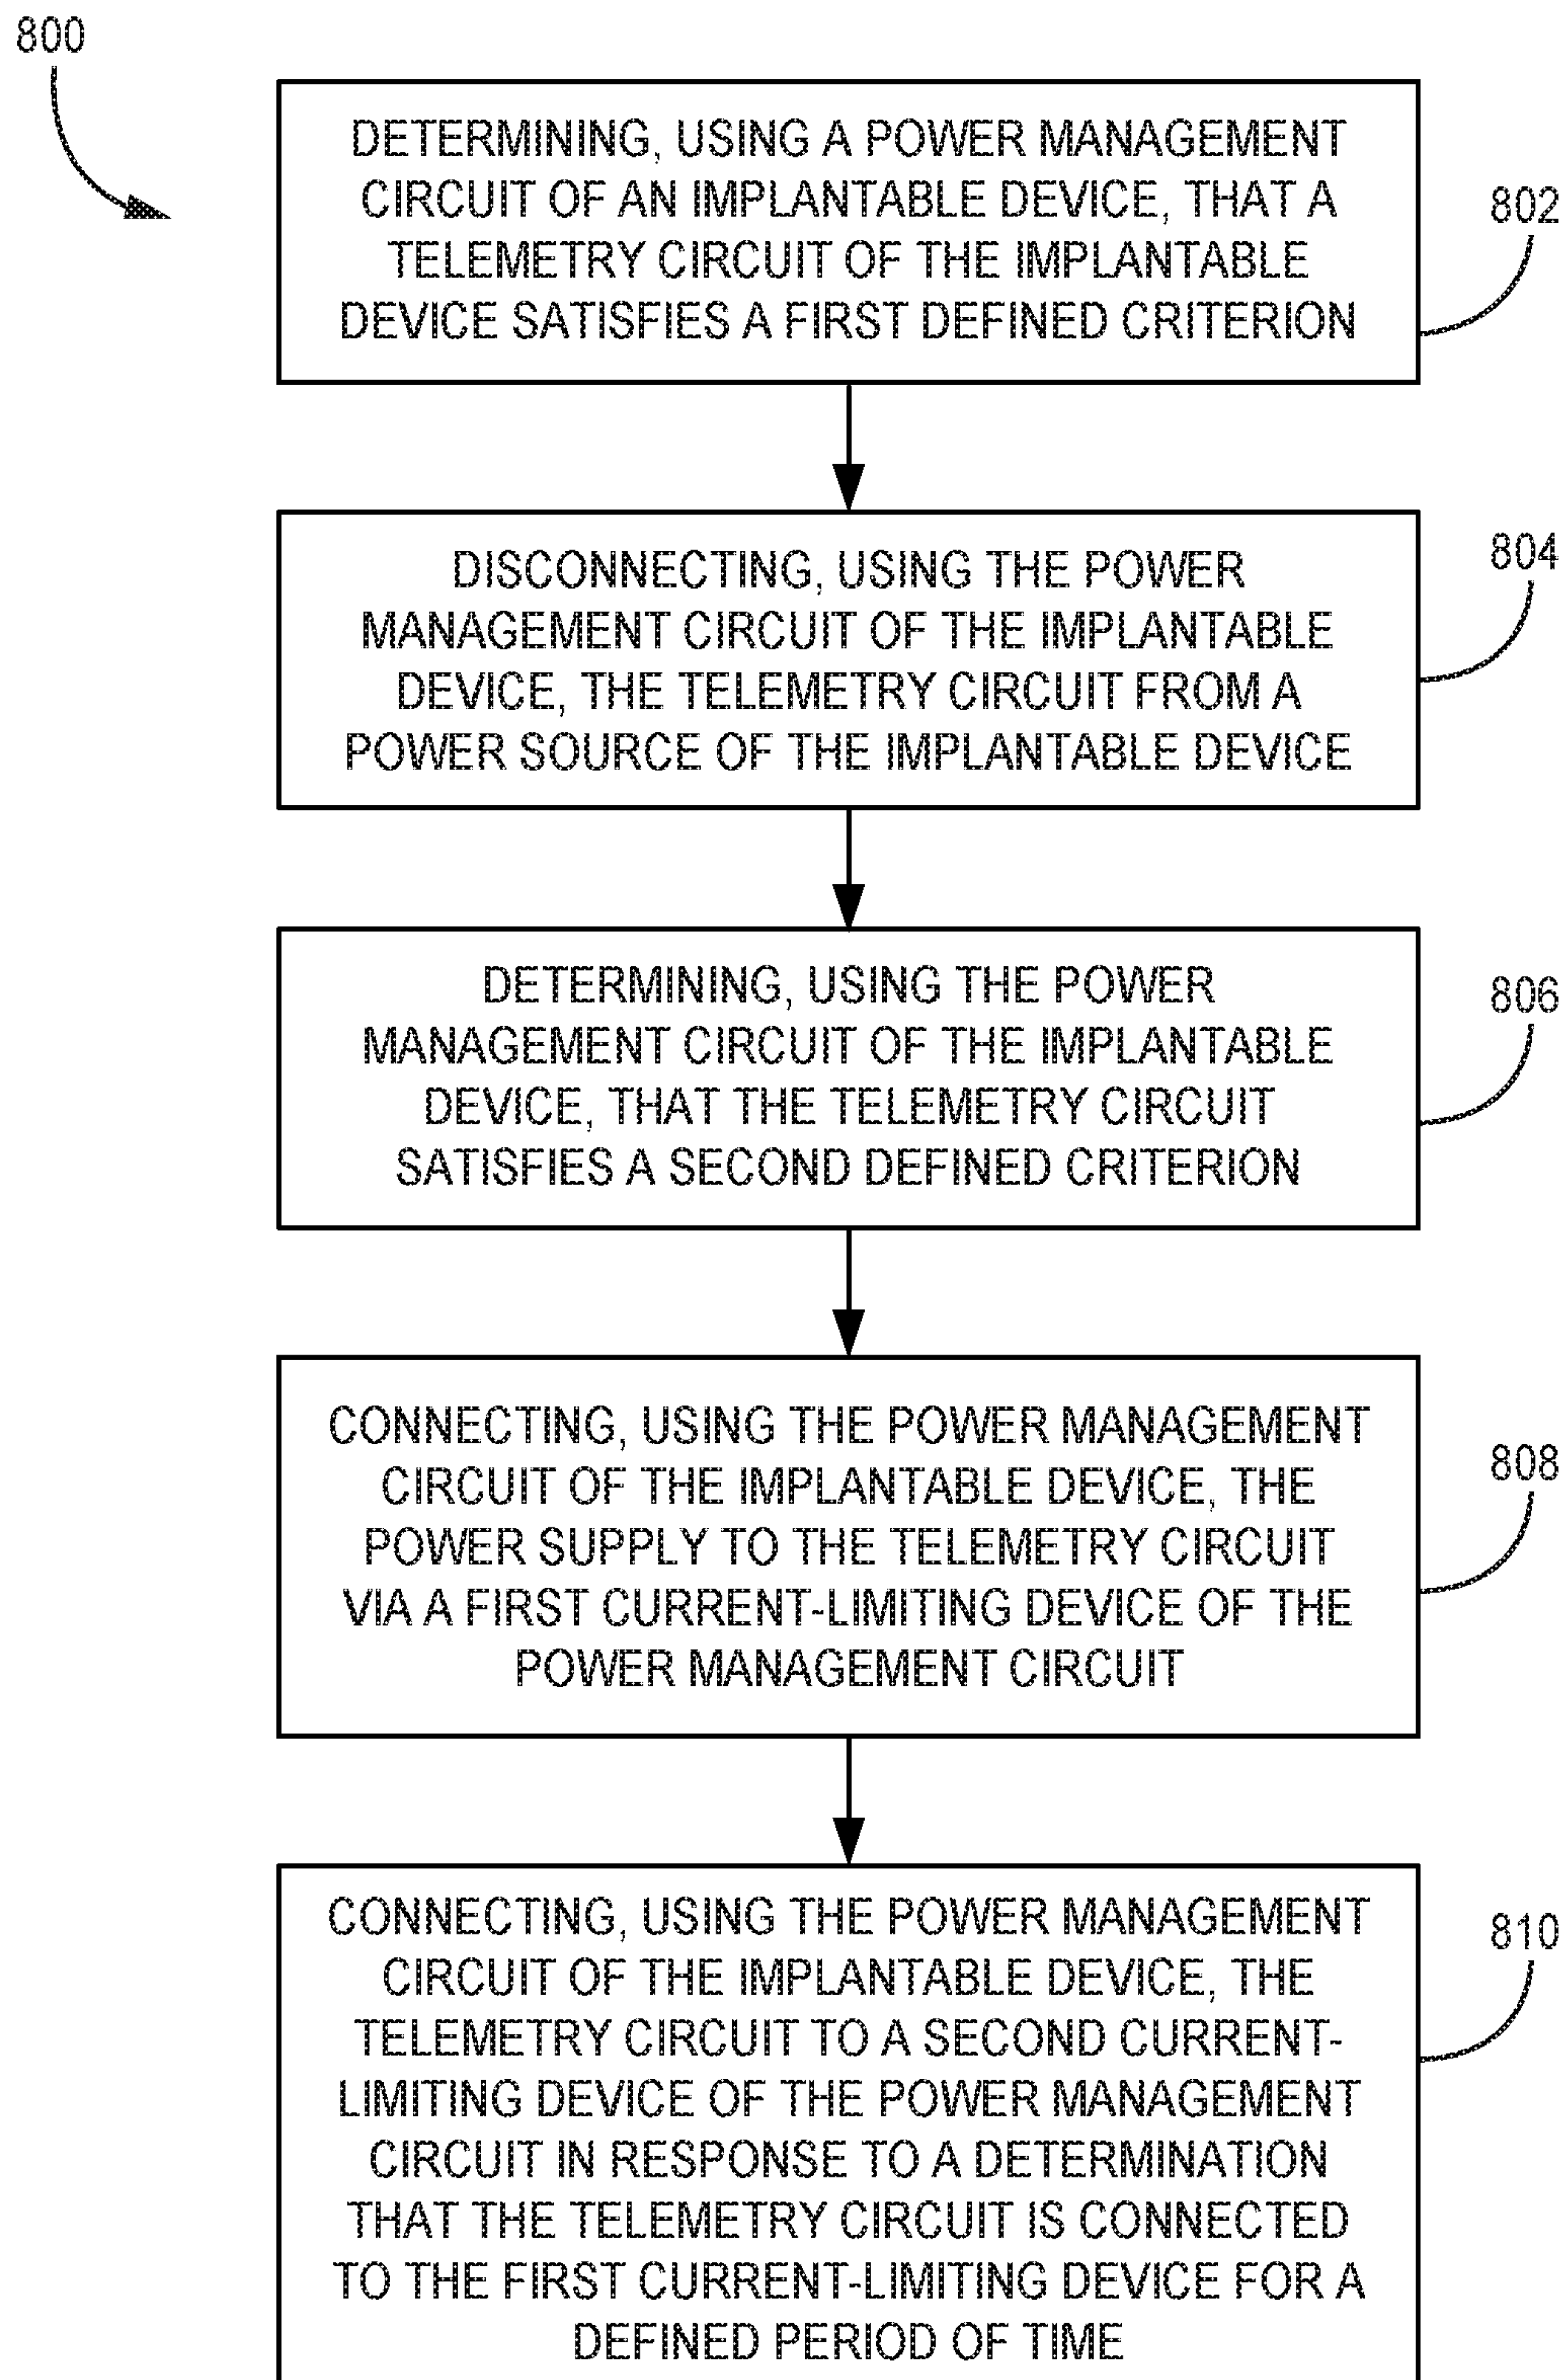 800
DETERMINING, USING A POWER MANAGEMENT
CIRCUIT OF AN IMPLANTABLE DEVICE, THAT A
TELEMETRY CIRCUIT OF THE IMPLANTABLE
DEVICE SATISFIES A FIRST DEFINED CRITERION
802
DISCONNECTING, USING THE POWER
MANAGEMENT CIRCUIT OF THE IMPLANTABLE
DEVICE, THE TELEMETRY CIRCUIT FROM A
POWER SOURCE OF THE IMPLANTABLE DEVICE
804
DETERMINING, USING THE POWER
MANAGEMENT CIRCUIT OF THE IMPLANTABLE
DEVICE, THAT THE TELEMETRY CIRCUIT
SATISFIES A SECOND DEFINED CRITERION
806
CONNECTING, USING THE POWER MANAGEMENT
CIRCUIT OF THE IMPLANTABLE DEVICE, THE
POWER SUPPLY TO THE TELEMETRY CIRCUIT
VIA A FIRST CURRENT-LIMITING DEVICE OF THE
POWER MANAGEMENT CIRCUIT
808
CONNECTING, USING THE POWER MANAGEMENT
CIRCUIT OF THE IMPLANTABLE DEVICE, THE
TELEMETRY CIRCUIT TO A SECOND CURRENT-
LIMITING DEVICE OF THE POWER MANAGEMENT
CIRCUIT IN RESPONSE TO A DETERMINATION
THAT THE TELEMETRY CIRCUIT IS CONNECTED
TO THE FIRST CURRENT-LIMITING DEVICE FOR A
DEFINED PERIOD OF TIME
810